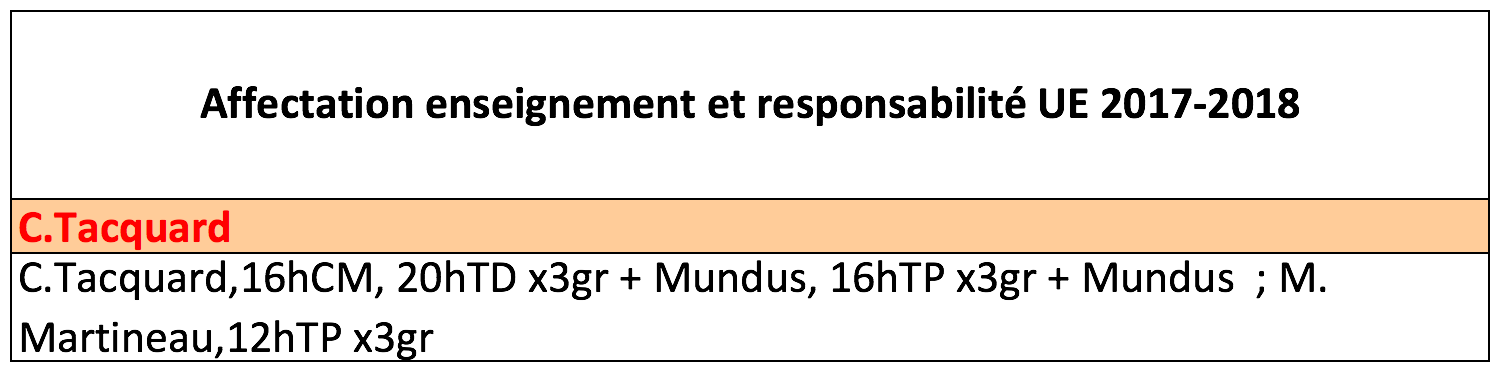 Affectation enseignement et responsabilité UE 2017-2018
C.Tacquard
C.Tacquard,16hCM, 20hTD x3gr + Mundus, 16hTP x3gr + Mundus  ; M.
Martineau,12hTP x3gr